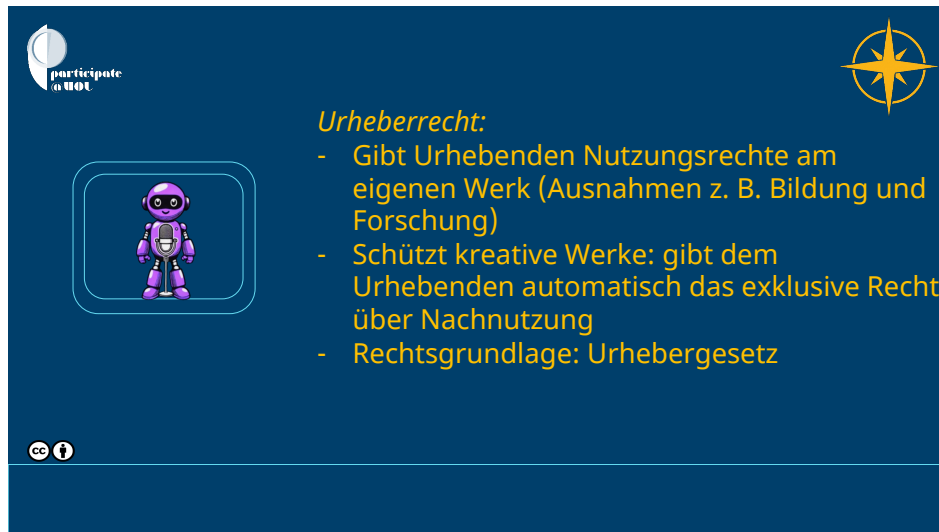 participate
@UOL
Urheberrecht:
- Gibt Urhebenden Nutzungsrechte am
eigenen Werk (Ausnahmen z. B. Bildung und
Forschung)
- Schützt kreative Werke: gibt dem
Urhebenden automatisch das exklusive Recht
über Nachnutzung
- Rechtsgrundlage: Urhebergesetz
cc